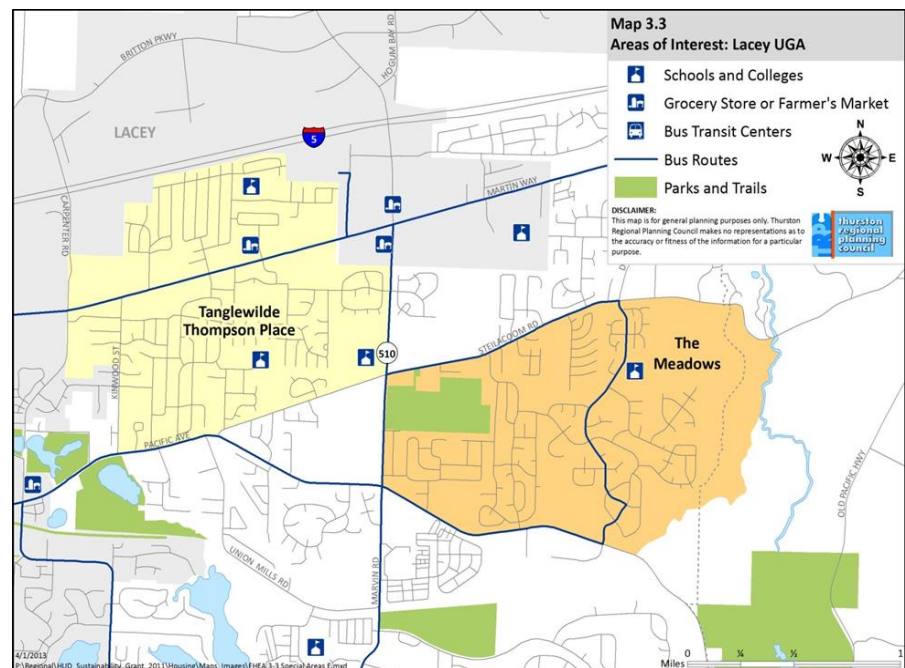 Map 3.3
Areas of Interest: Lacey UGA
Schools and Colleges
Grocery Store or Farmer's Market
Bus Transit Centers
Bus Routes
Parks and Trails
N
W E
S
DISCLAIMER:
This map is for general planning purposes only. Thurston
Regional Planning Council makes no representations as to
the accuracy or fitness of the information for a particular
purpose.
TRPC
thurston
regional
planning
council
BRITTON PKWY
HOGUM BAY RD
LACEY
5
CARPENTER RD
MARTIN WAY
Tanglewilde
Thompson Place
KINWOOD ST
510
STEILACOOM RD
The
Meadows
PACIFIC AVE
OLD PACIFIC HWY
UNION MILLS RD
MARVIN RD
4/1/2013
0 ¼ ½ 1
Miles